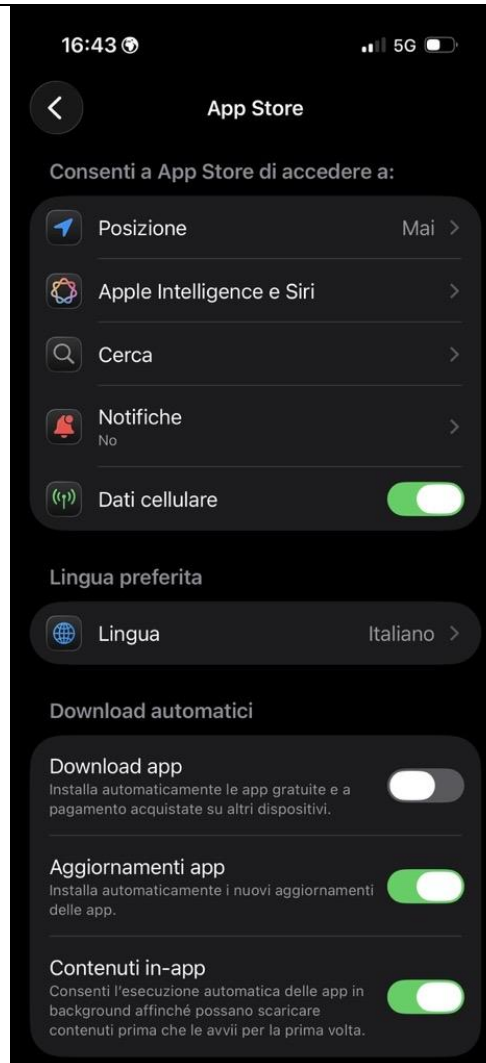 16:43
5G
App Store
Consenti a App Store di accedere a:
Posizione Mai
Apple Intelligence e Siri
Cerca
Notifiche
No
Dati cellulare
Lingua preferita
Lingua Italiano
Download automatici
Download app
Installa automaticamente le app gratuite e a
pagamento acquistate su altri dispositivi.
Aggiornamenti app
Installa automaticamente i nuovi aggiornamenti
delle app.
Contenuti in-app
Consenti l'esecuzione automatica delle app in
background affinché possano scaricare
contenuti prima che le avvii per la prima volta.